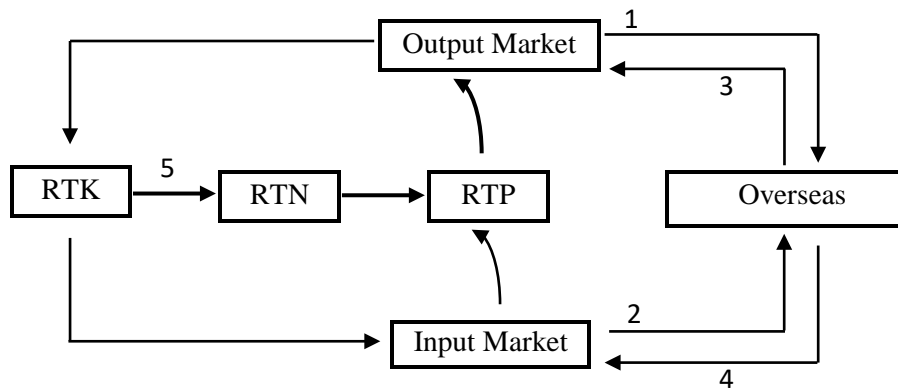 Output Market
1
3
5
RTK
RTN
RTP
Overseas
2
Input Market
4